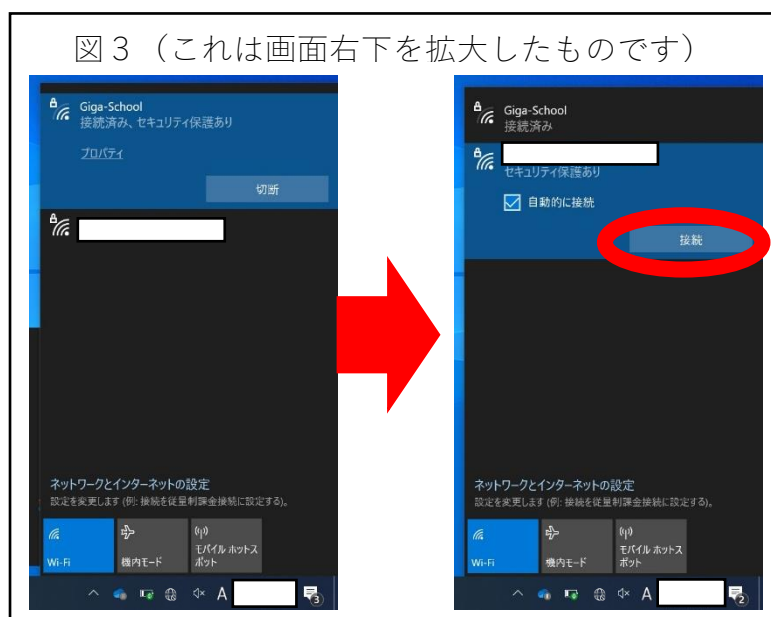 図３（これは画面右下を拡大したものです）
Giga-School
接続済み、セキュリティ保護あり
プロパティ
切断
ネットワークとインターネットの設定
設定を変更します (例: 接続を従量制課金接続に設定する)。
Wi-Fi
機内モード
モバイル ホットス
ポット
A
3
Giga-School
接続済み
セキュリティ保護あり
自動的に接続
接続
ネットワークとインターネットの設定
設定を変更します (例: 接続を従量制課金接続に設定する)。
Wi-Fi
機内モード
モバイル ホットス
ポット
A
2